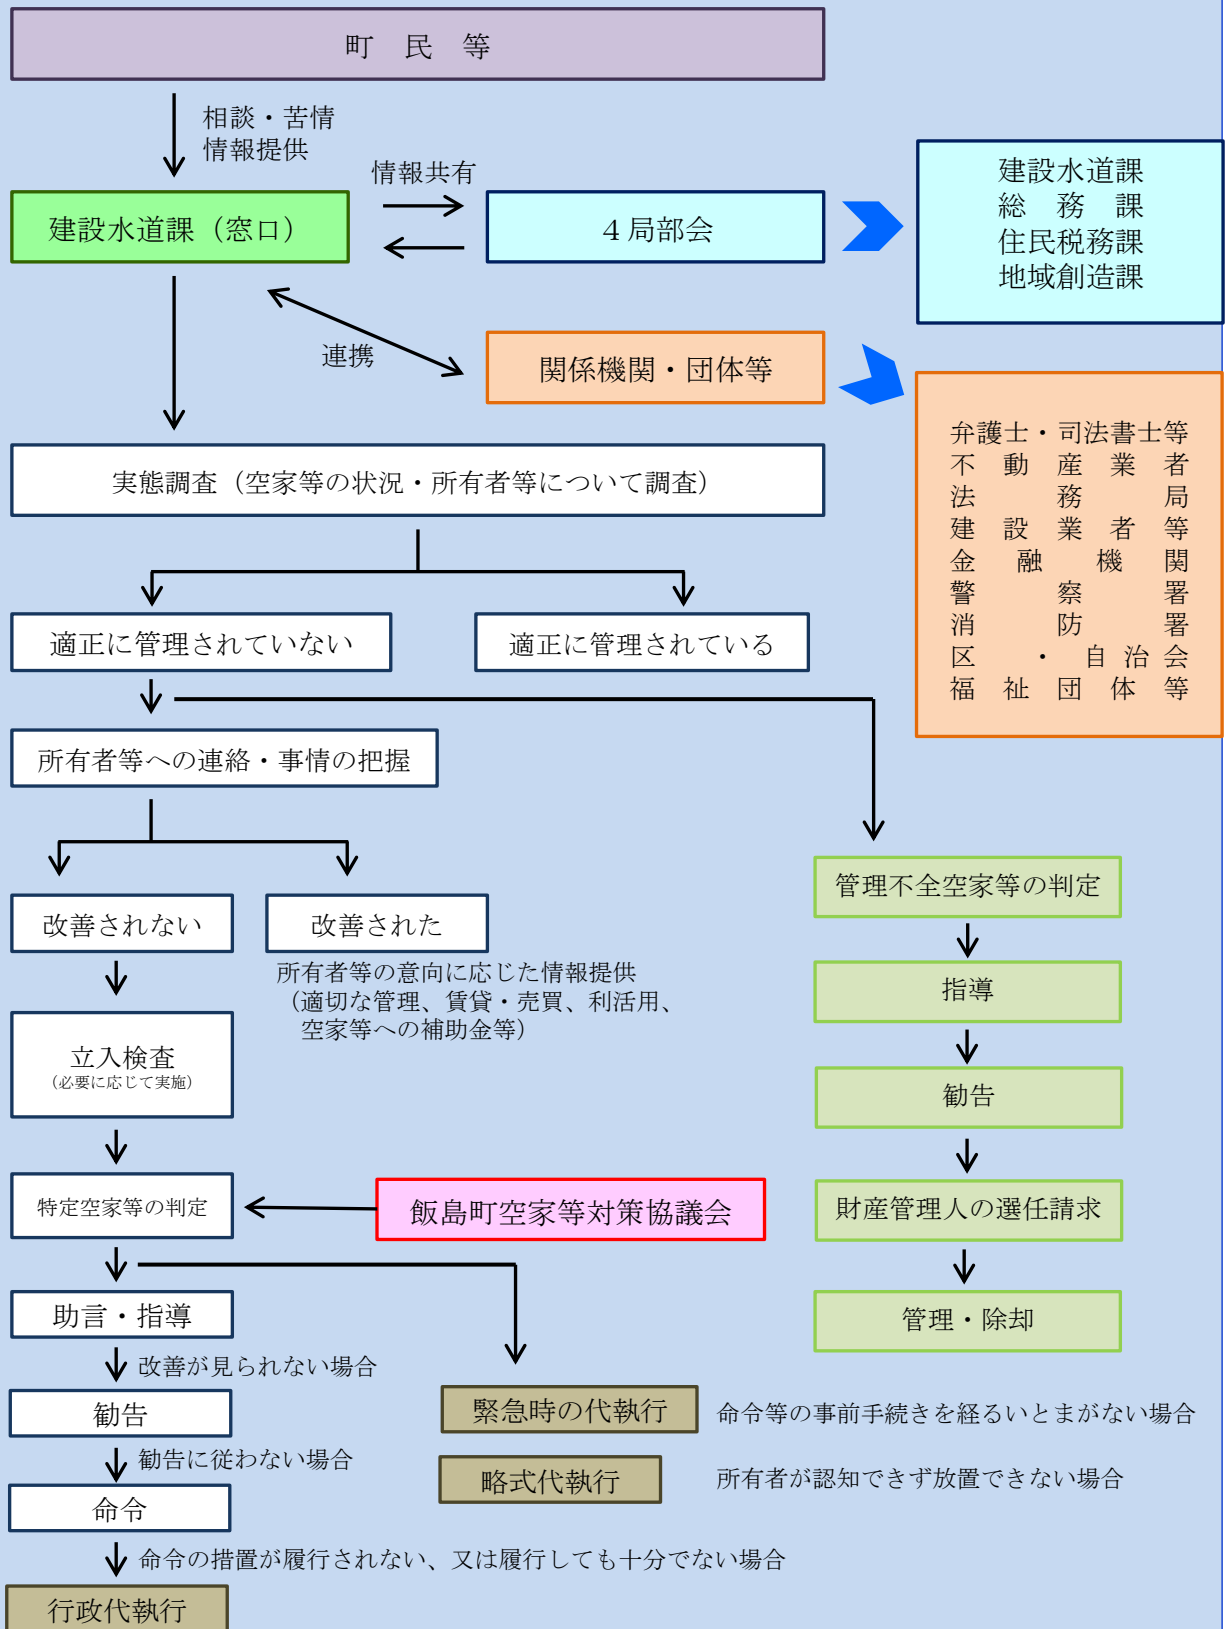 町　民　等
相談・苦情
情報提供
情報共有
建設水道課（窓口）
４局部会
建設水道課
総　務　課
住民税務課
地域創造課
連携
関係機関・団体等
弁護士・司法書士等
不動産業者
法務局
建設業者等
金融機関
警察署
消防署
区・自治会
福祉団体等
実態調査（空家等の状況・所有者等について調査）
適正に管理されていない
適正に管理されている
所有者等への連絡・事情の把握
改善されない
改善された
所有者等の意向に応じた情報提供
（適切な管理、賃貸・売買、利活用、
空家等への補助金等）
立入検査
（必要に応じて実施）
特定空家等の判定
飯島町空家等対策協議会
助言・指導
改善が見られない場合
勧告
勧告に従わない場合
命令
命令の措置が履行されない、又は履行しても十分でない場合
行政代執行
緊急時の代執行
命令等の事前手続きを経るいとまがない場合
略式代執行
所有者が認知できず放置できない場合
管理不全空家等の判定
指導
勧告
財産管理人の選任請求
管理・除却